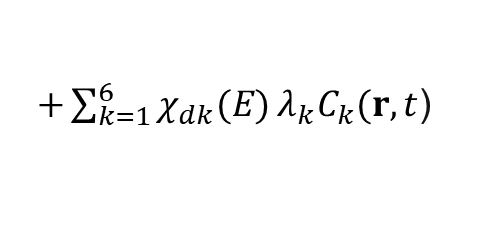 + ∑_{k=1}^{6} χ_{dk}(E) λ_k C_k(𝐫, t)